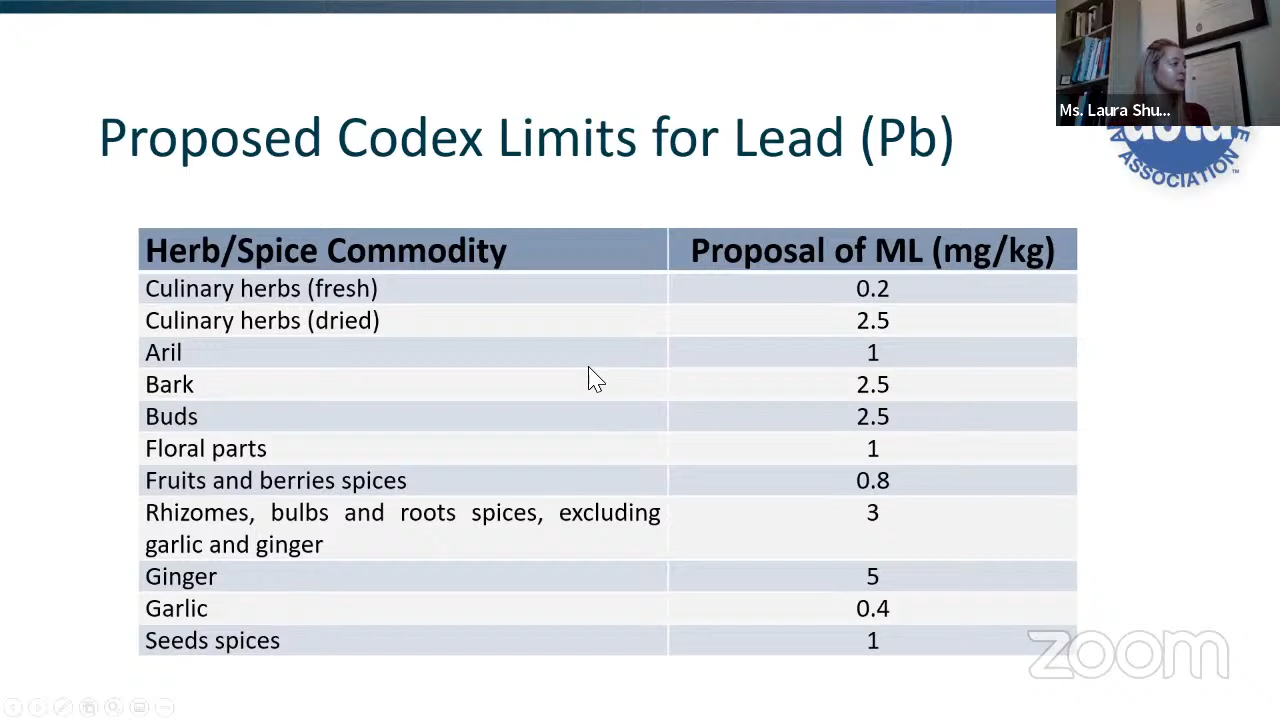 Ms. Laura Shu...
Proposed Codex Limits for Lead (Pb)
ASSOCIATION
TM
Herb/Spice Commodity Proposal of ML (mg/kg)
Culinary herbs (fresh) 0.2
Culinary herbs (dried) 2.5
Aril 1
Bark 2.5
Buds 2.5
Floral parts 1
Fruits and berries spices 0.8
Rhizomes, bulbs and roots spices, excluding 3
garlic and ginger
Ginger 5
Garlic 0.4
Seeds spices 1
zoom